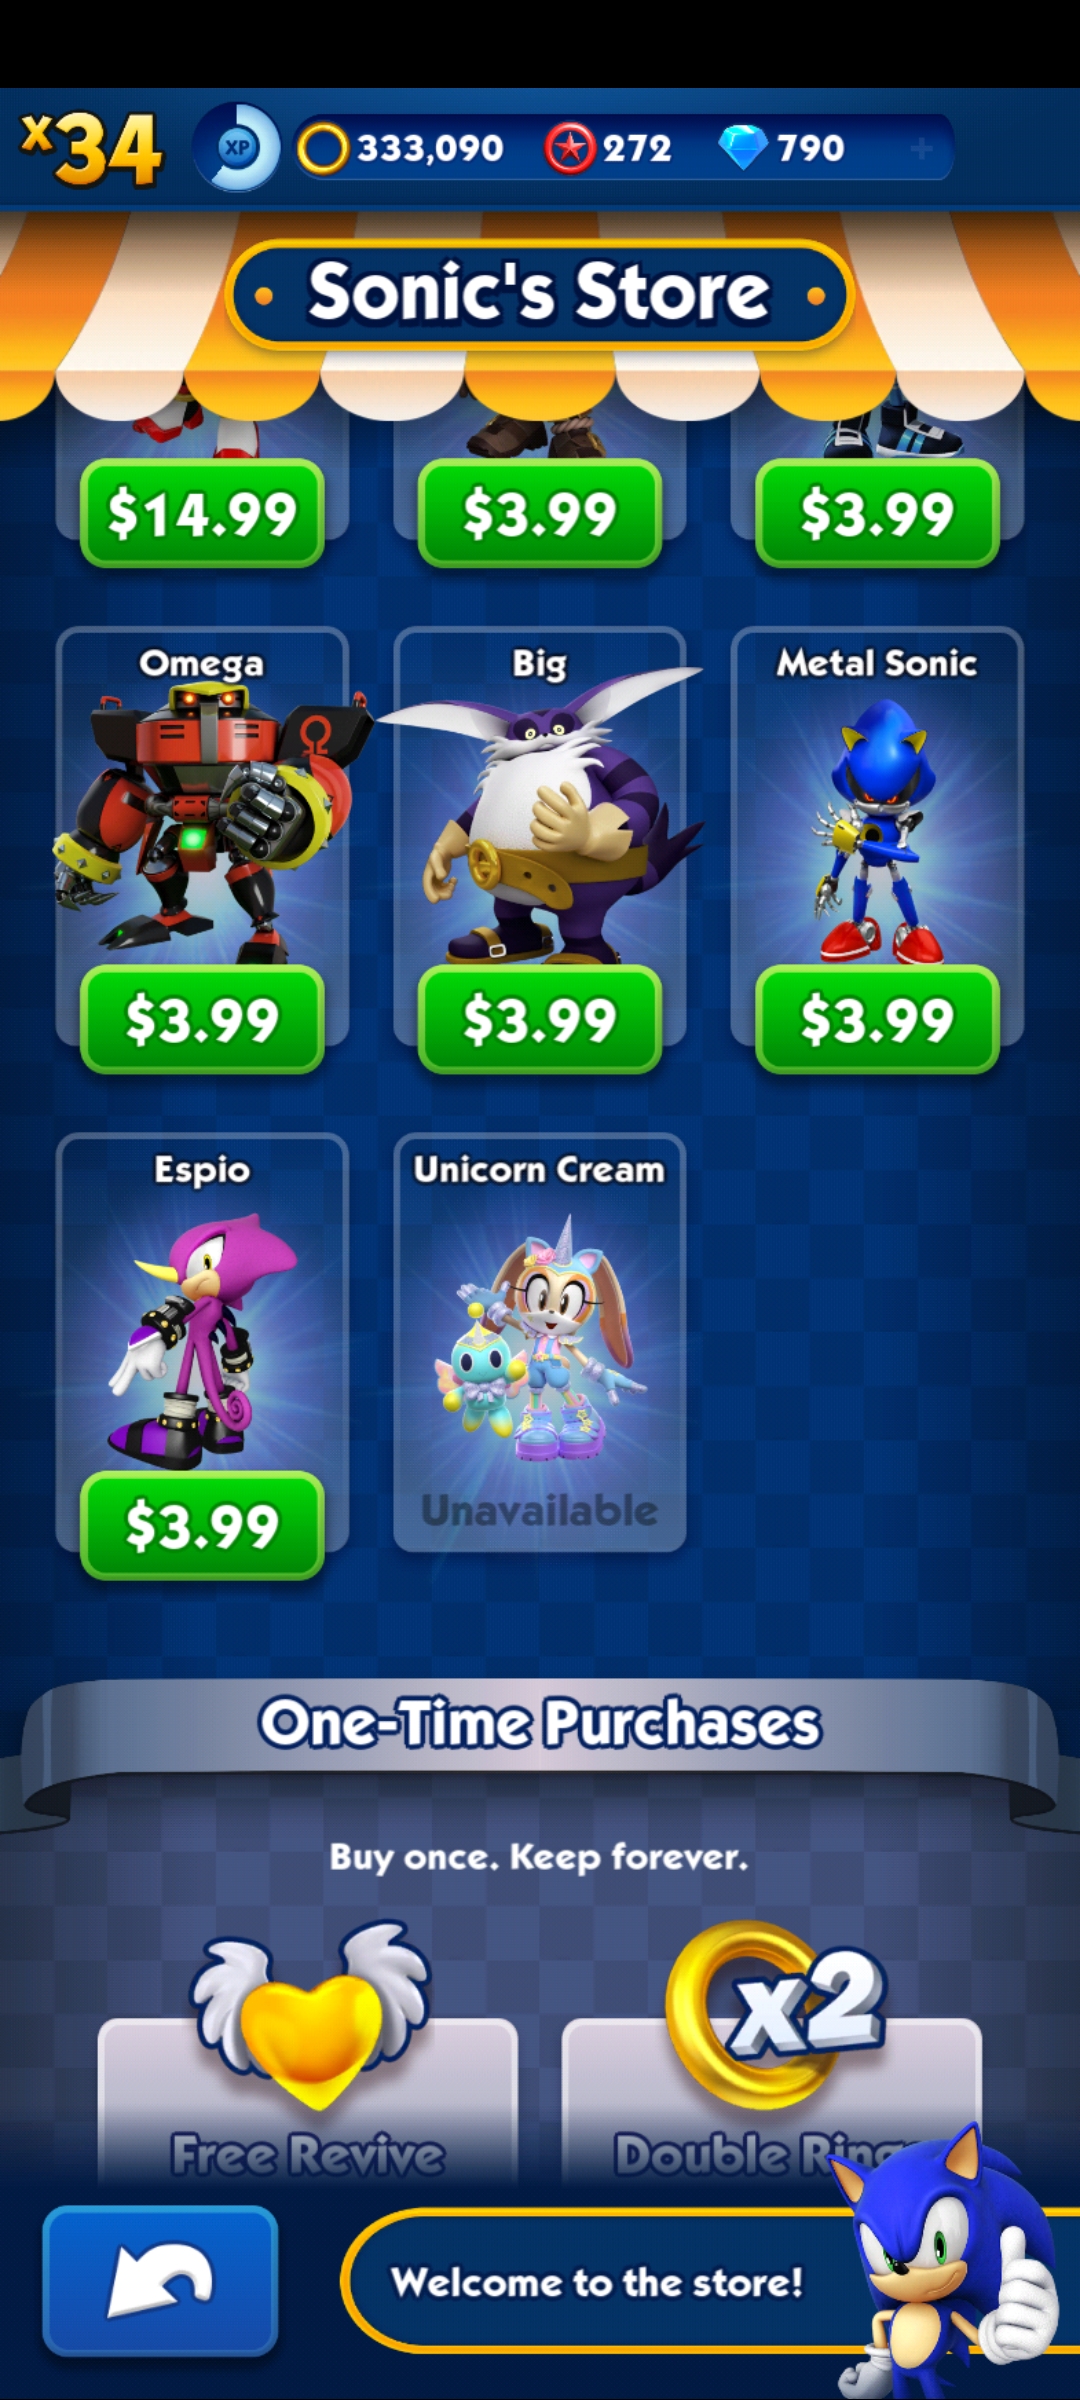 x34 XP 333,090 272 790
Sonic's Store
$14.99 $3.99 $3.99
Omega Big Metal Sonic
$3.99 $3.99 $3.99
Espio Unicorn Cream
Unavailable
$3.99
One-Time Purchases
Buy once. Keep forever.
x2
Free Revive Double Ring
Welcome to the store!